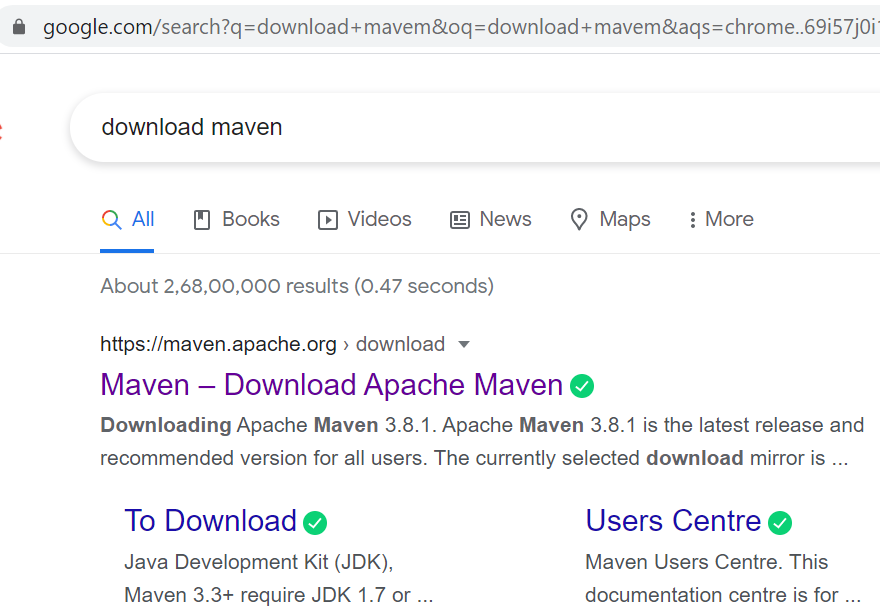 google.com/search?q=download+mavem&oq=download+mavem&aqs=chrome..69i57j0i
download maven
All Books Videos News Maps More
About 2,68,00,000 results (0.47 seconds)
https://maven.apache.org › download
Maven – Download Apache Maven
Downloading Apache Maven 3.8.1. Apache Maven 3.8.1 is the latest release and
recommended version for all users. The currently selected download mirror is ...
To Download
Java Development Kit (JDK),
Maven 3.3+ require JDK 1.7 or ...
Users Centre
Maven Users Centre. This
documentation centre is for ...